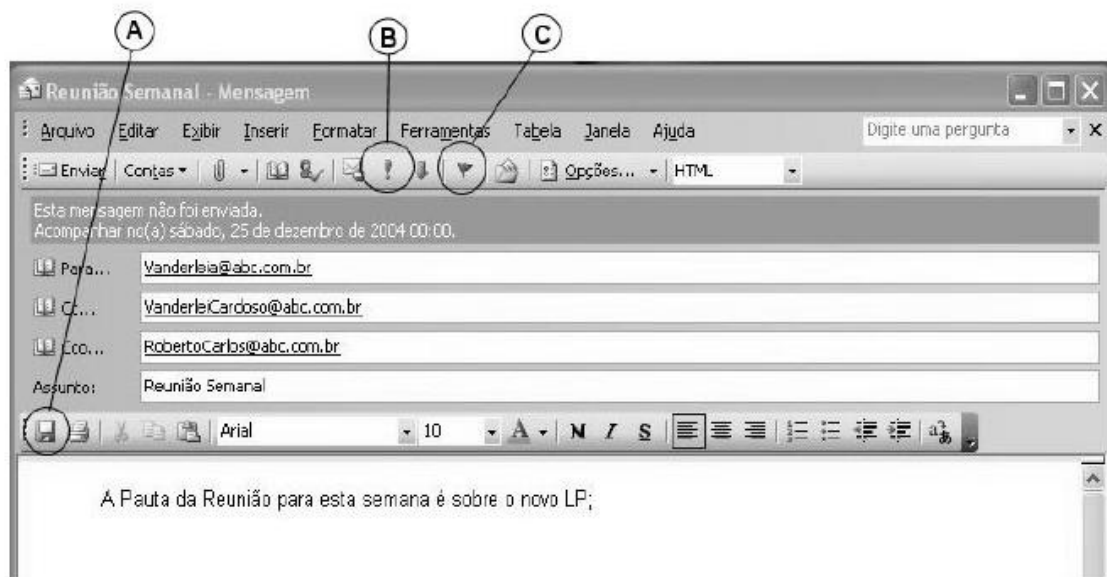 A B C
Reunião Semanal - Mensagem
Arquivo Editar Exibir Inserir Formatar Ferramentas Tabela Janela Ajuda Digite uma pergunta
Enviar Contas Opções... HTML
Esta mensagem não foi enviada.
Acompanhar no(a) sábado, 25 de dezembro de 2004 00:00.
Para... Vanderleia@abc.com.br
Cc... VanderleiCardoso@abc.com.br
Cco... RobertoCarlos@abc.com.br
Assunto: Reunião Semanal
Arial 10 A N I S
A Pauta da Reunião para esta semana é sobre o novo LP;